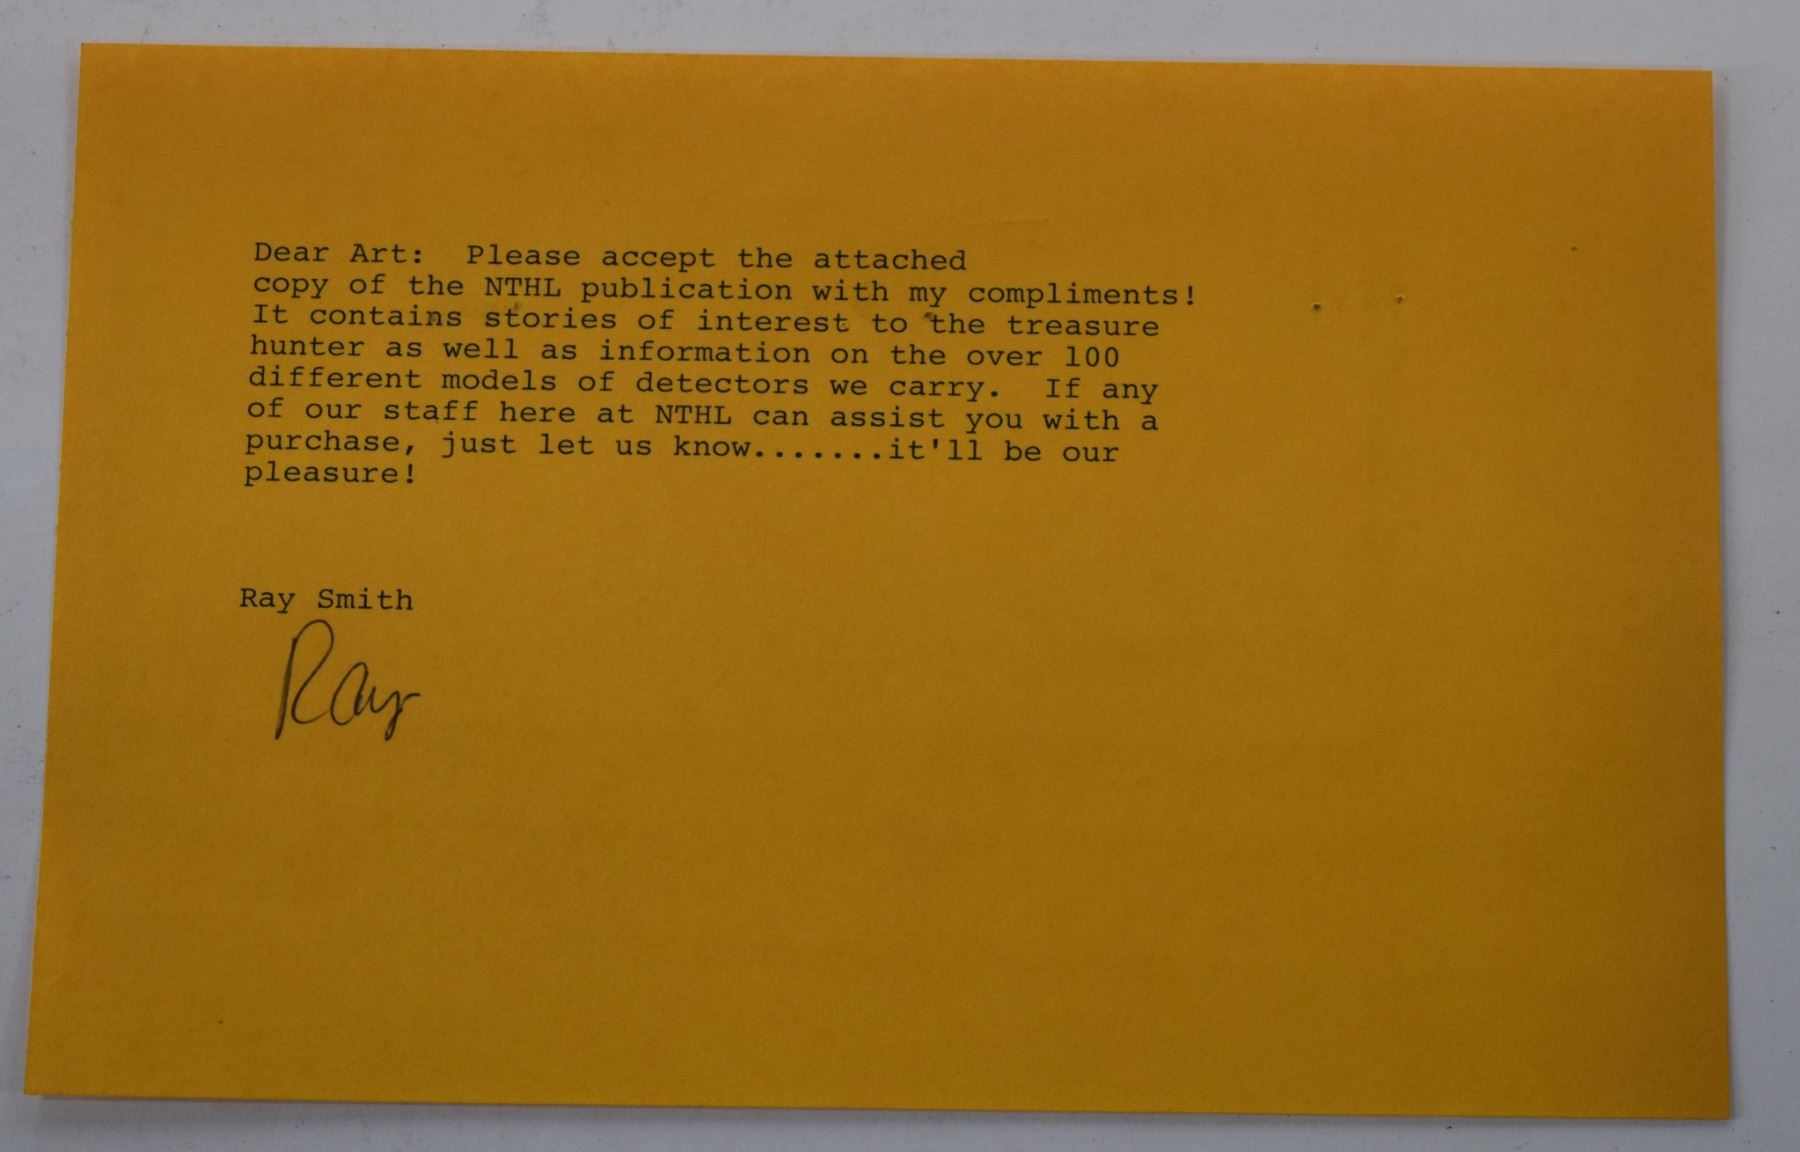 Dear Art:  Please accept the attached
copy of the NTHL publication with my compliments!
It contains stories of interest to the treasure
hunter as well as information on the over 100
different models of detectors we carry.  If any
of our staff here at NTHL can assist you with a
purchase, just let us know.......it'll be our
pleasure!
Ray Smith
Ray